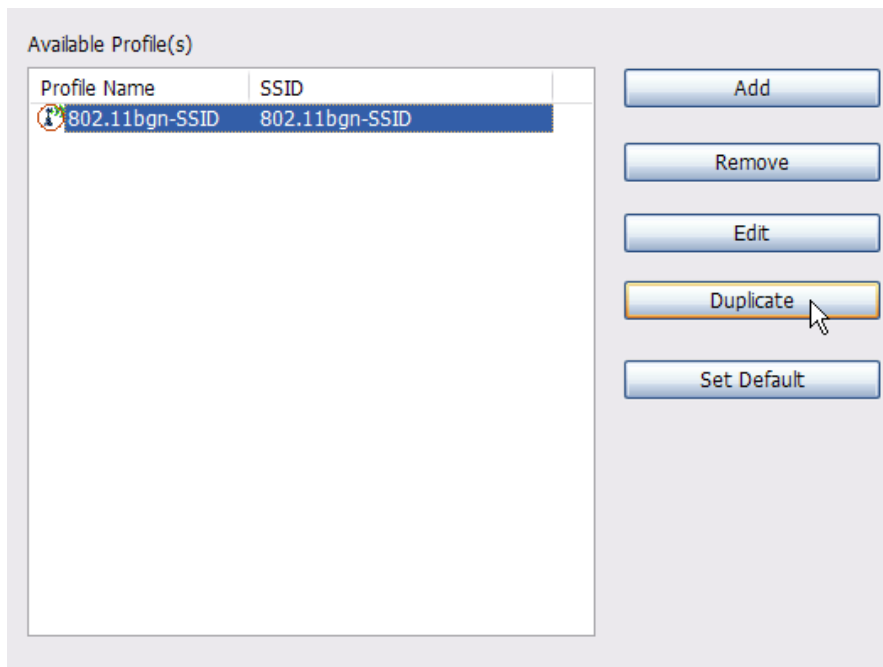 Available Profile(s)
Profile Name SSID
802.11bgn-SSID 802.11bgn-SSID
Add
Remove
Edit
Duplicate
Set Default